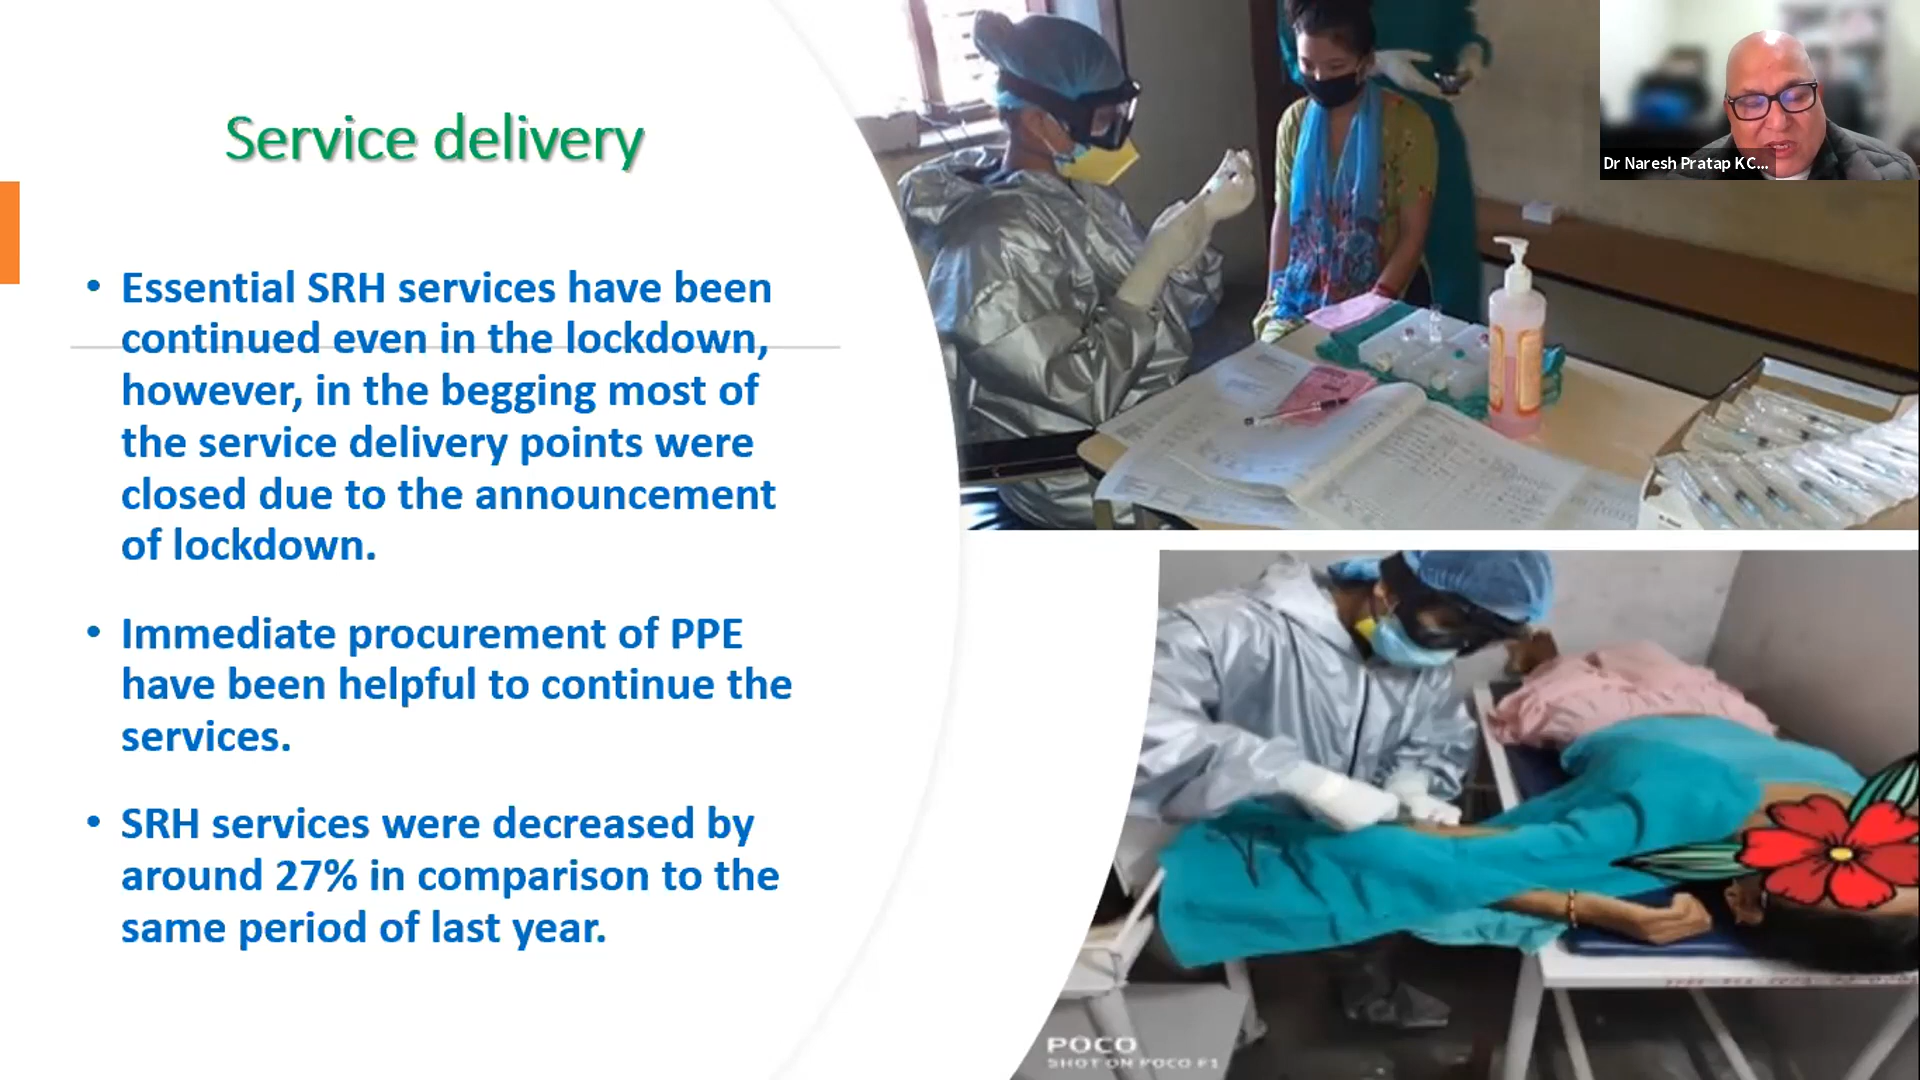 Service delivery
• Essential SRH services have been
continued even in the lockdown,
however, in the begging most of
the service delivery points were
closed due to the announcement
of lockdown.
• Immediate procurement of PPE
have been helpful to continue the
services.
• SRH services were decreased by
around 27% in comparison to the
same period of last year.
Dr Naresh Pratap KC...
POCO
SHOT ON POCO F1